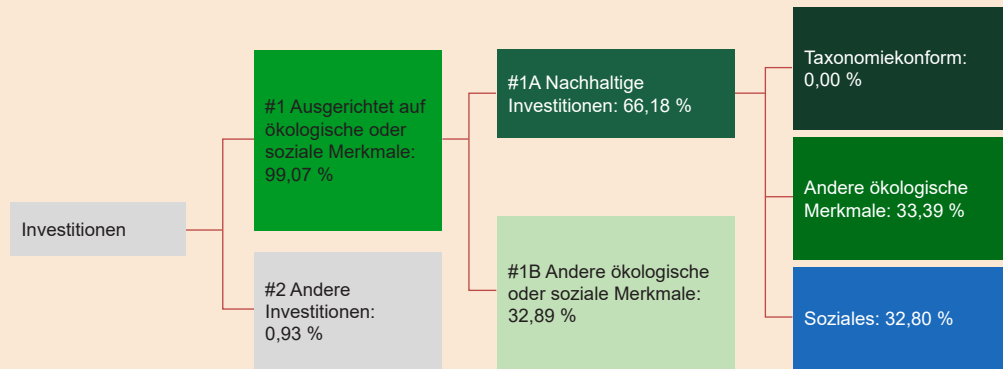 Investitionen
#1 Ausgerichtet auf
ökologische oder
soziale Merkmale:
99,07 %
#2 Andere
Investitionen:
0,93 %
#1A Nachhaltige
Investitionen: 66,18 %
#1B Andere ökologische
oder soziale Merkmale:
32,89 %
Taxonomiekonform:
0,00 %
Andere ökologische
Merkmale: 33,39 %
Soziales: 32,80 %